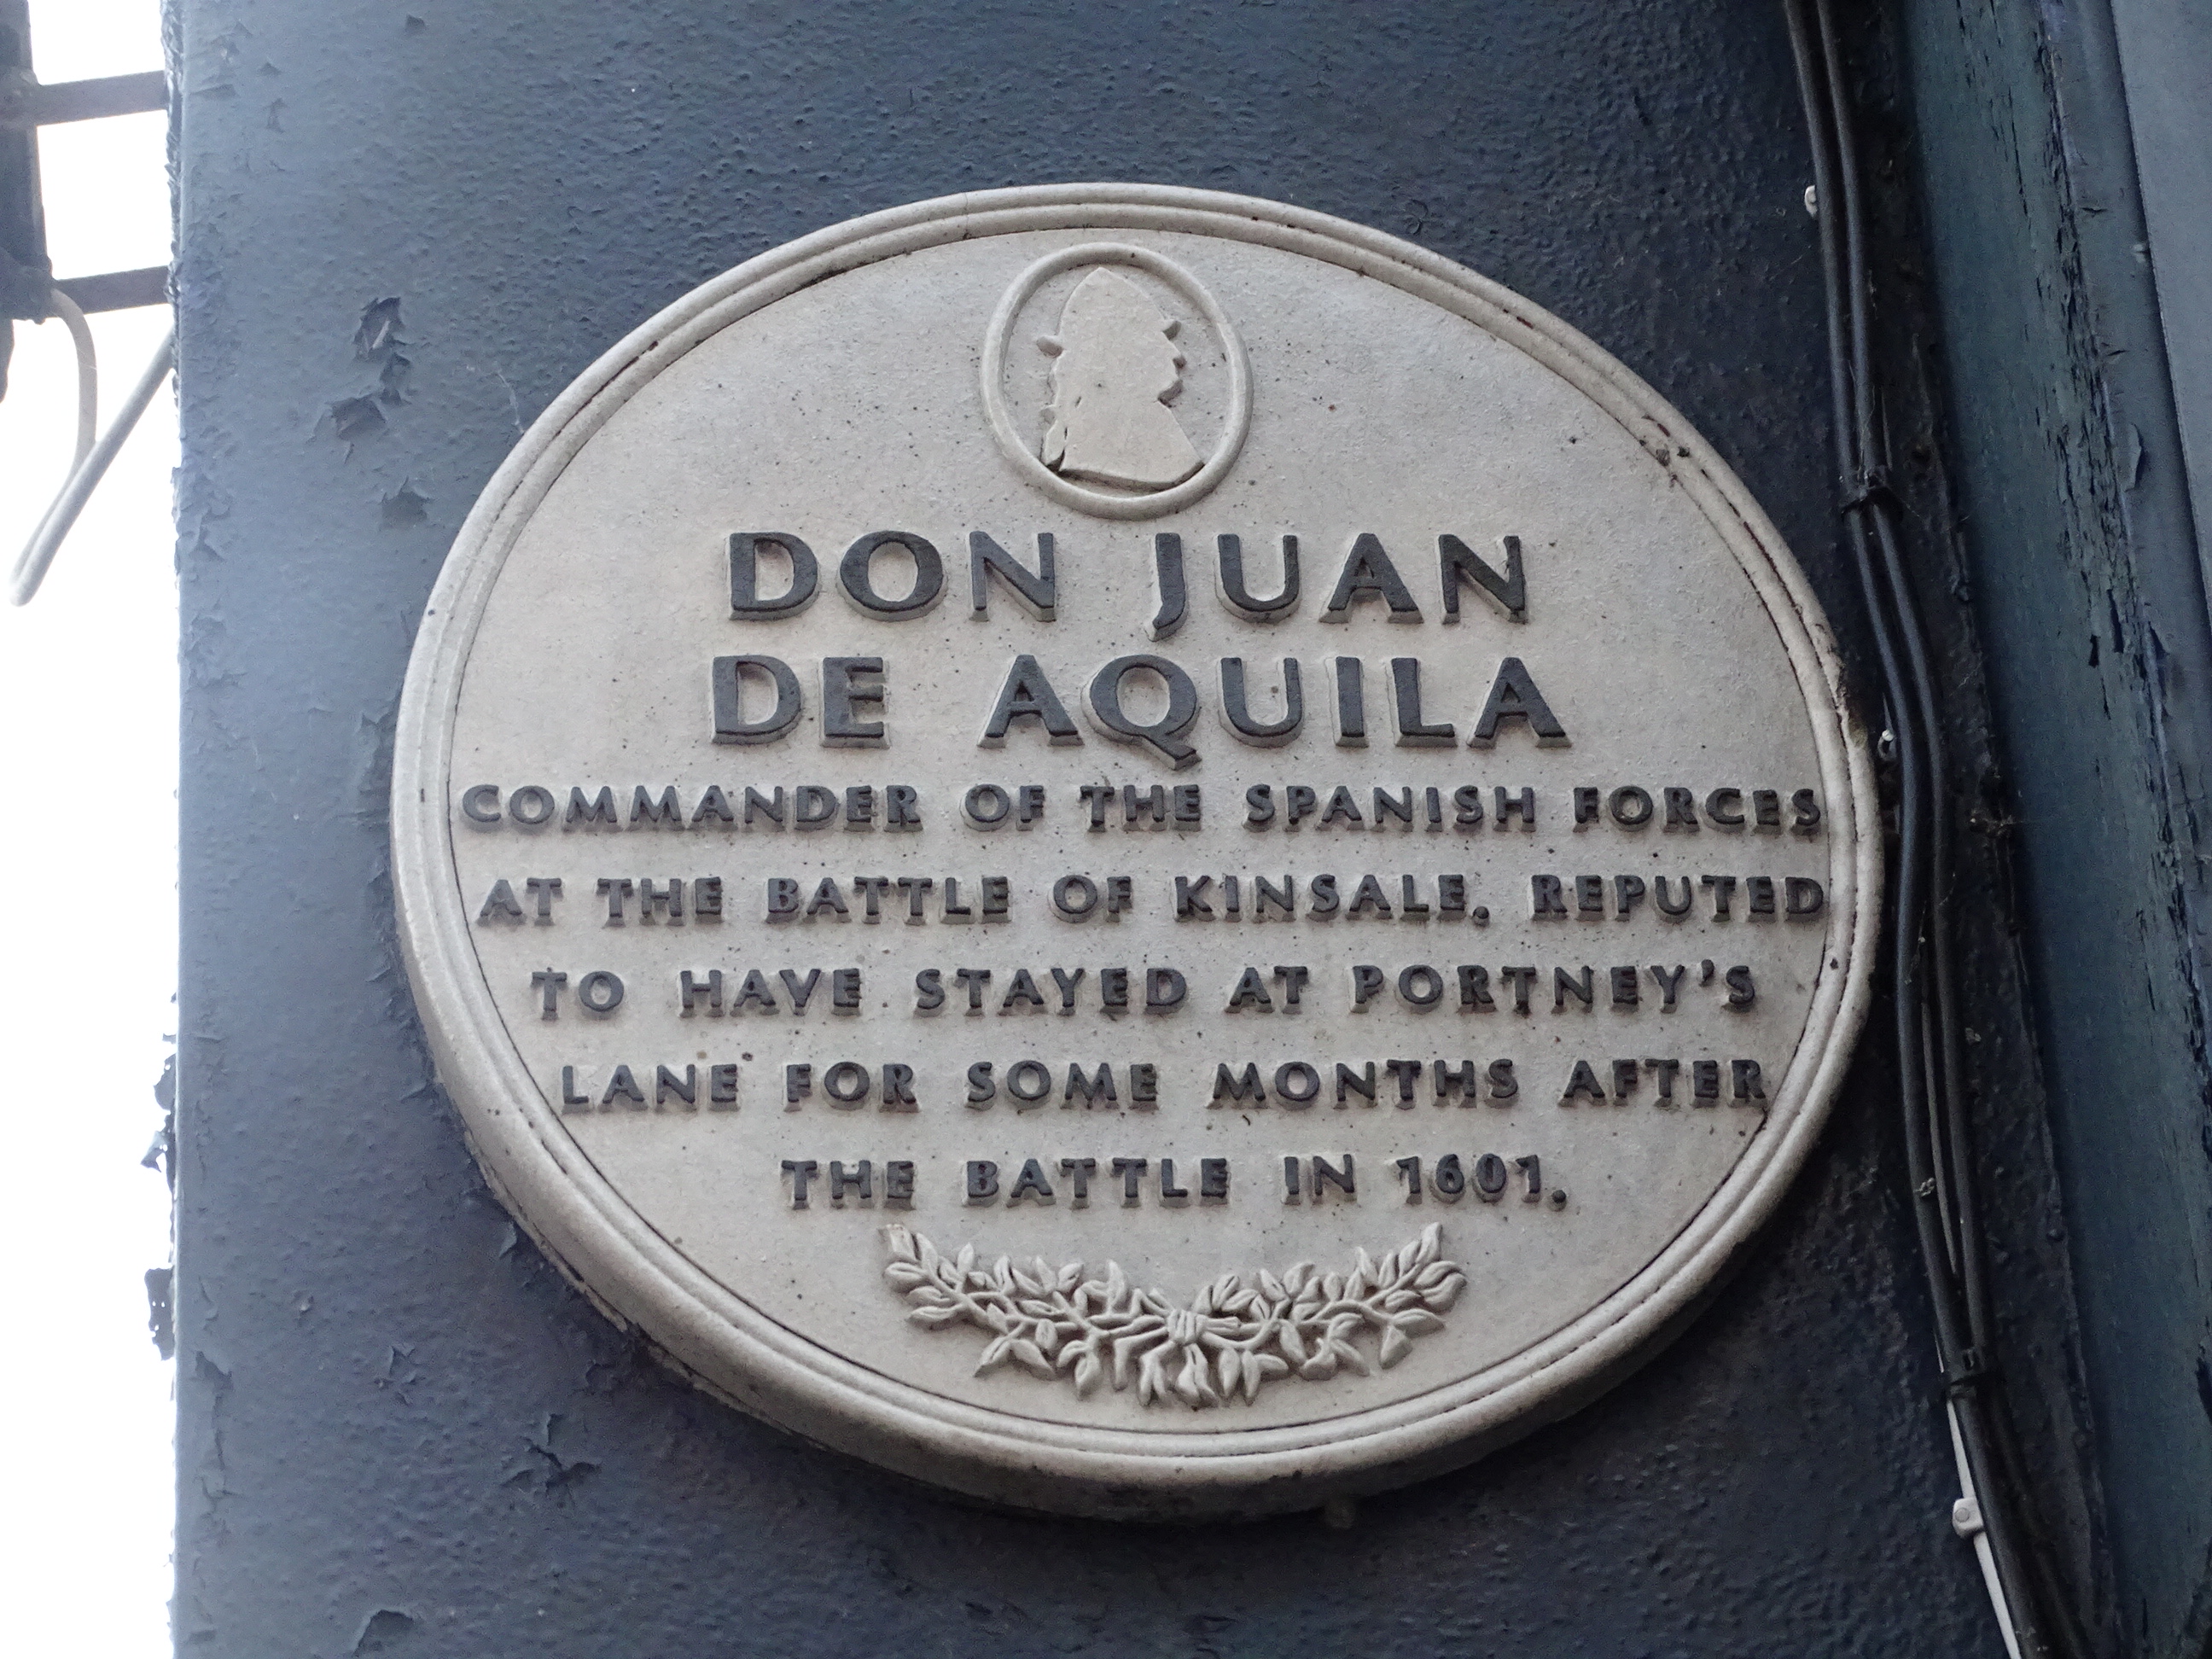 DON JUAN
DE AQUILA
COMMANDER OF THE SPANISH FORCES
AT THE BATTLE OF KINSALE. REPUTED
TO HAVE STAYED AT PORTNEY'S
LANE FOR SOME MONTHS AFTER
THE BATTLE IN 1601.